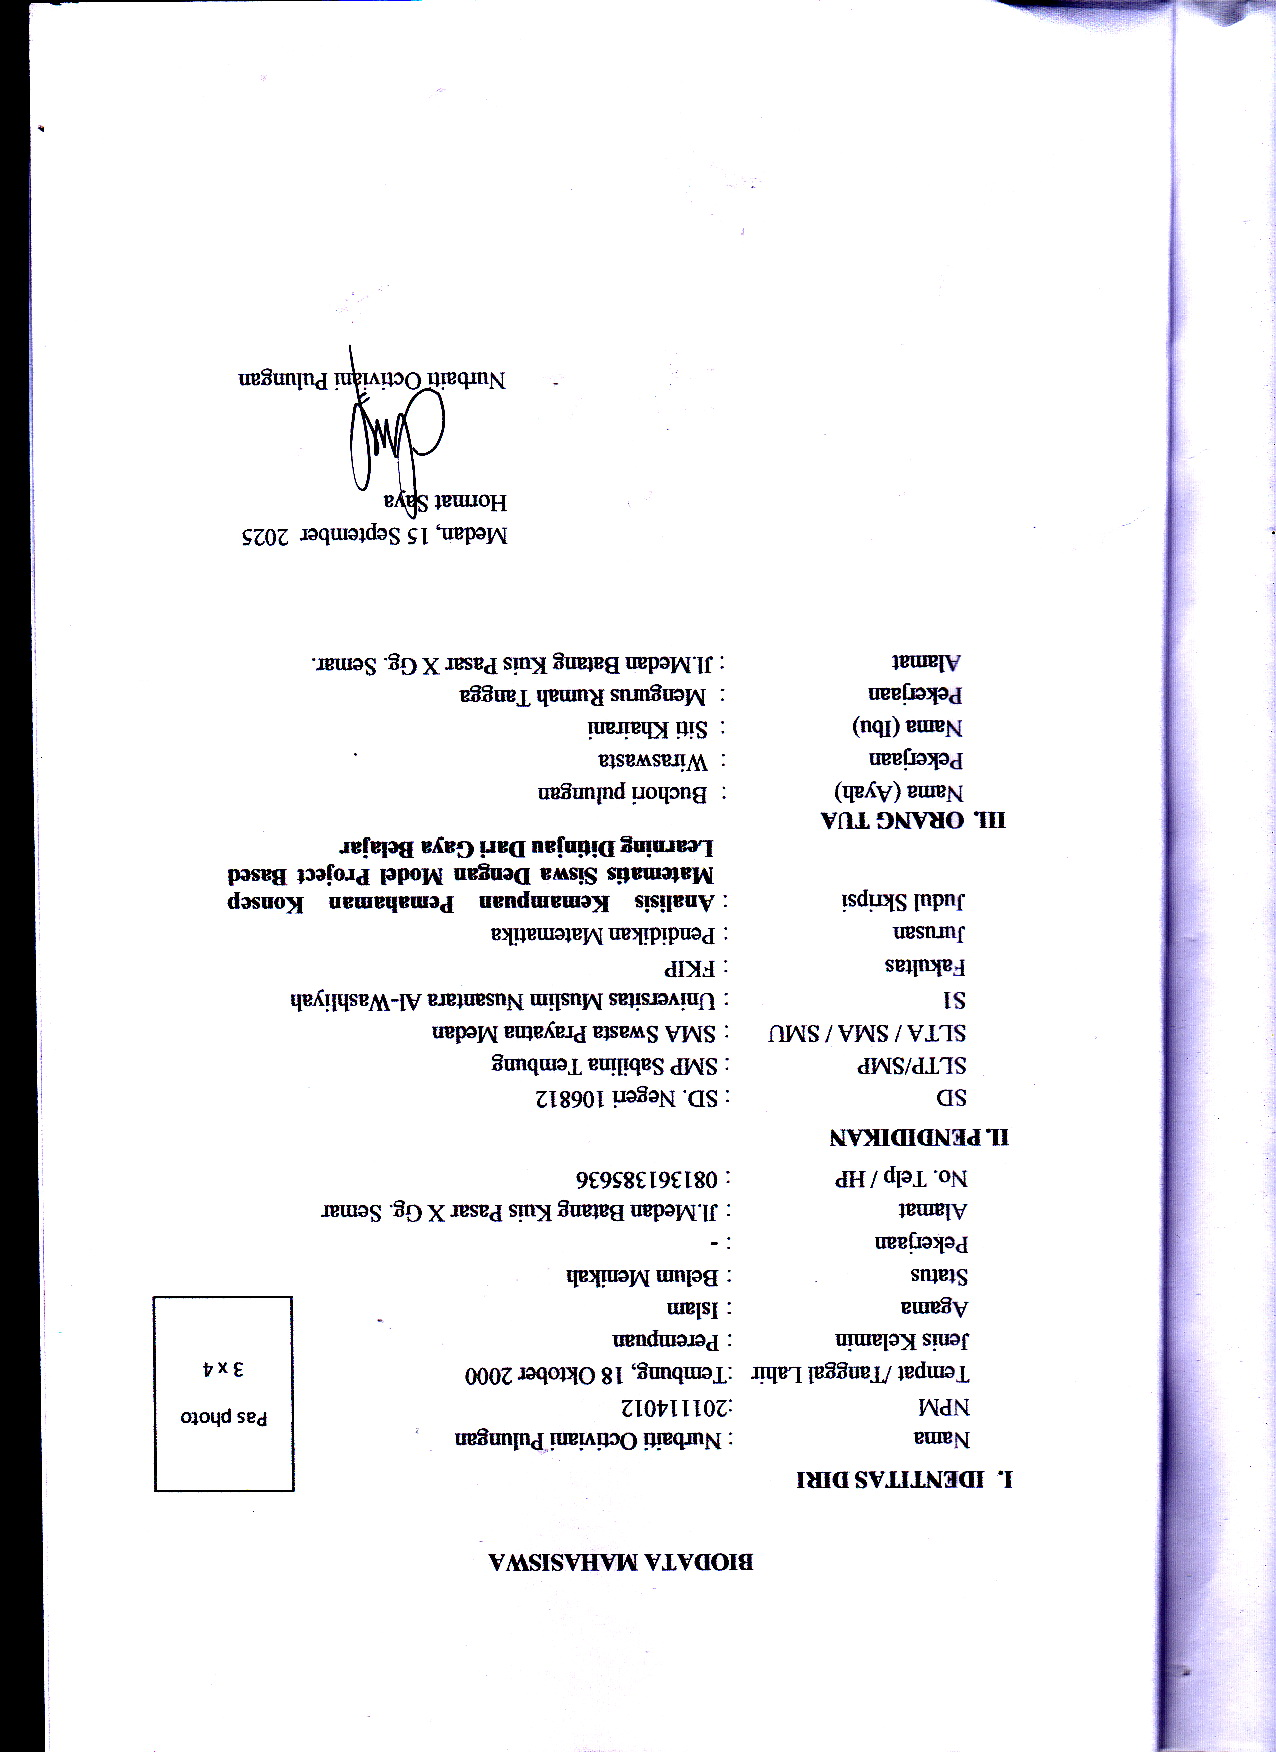 BIODATA MAHASISWA
I. IDENTITAS DIRI
Nama : Nurbaiti Octiviani Pulungan
NPM :201114012
Tempat /Tanggal Lahir :Tembung, 18 Oktober 2000
Jenis Kelamin : Perempuan
Agama : Islam
Status : Belum Menikah
Pekerjaan : -
Alamat : Jl.Medan Batang Kuis Pasar X Gg. Semar
No. Telp / HP : 081361385636
Pas photo
3 x 4
II. PENDIDIKAN
SD : SD. Negeri 106812
SLTP/SMP : SMP Sabilina Tembung
SLTA / SMA / SMU : SMA Swasta Prayatna Medan
S1 : Universitas Muslim Nusantara Al-Washliyah
Fakultas : FKIP
Jurusan : Pendidikan Matematika
Judul Skripsi : Analisis Kemampuan Pemahaman Konsep
Matematis Siswa Dengan Model Project Based
Learning Ditinjau Dari Gaya Belajar
III. ORANG TUA
Nama (Ayah) : Buchori pulungan
Pekerjaan : Wiraswasta
Nama (Ibu) : Siti Khairani
Pekerjaan : Mengurus Rumah Tangga
Alamat : Jl.Medan Batang Kuis Pasar X Gg. Semar.
Medan, 15 September 2025
Hormat Saya
Nurbaiti Octiviani Pulungan